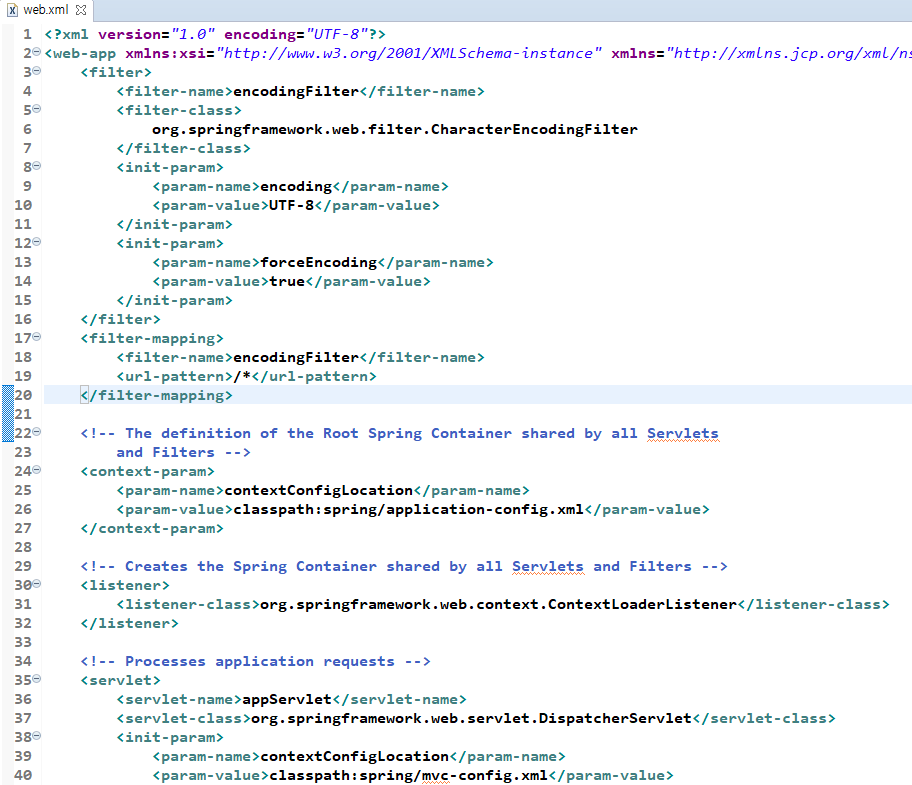 web.xml
1 <?xml version="1.0" encoding="UTF-8"?>
2 <web-app xmlns:xsi="http://www.w3.org/2001/XMLSchema-instance" xmlns="http://xmlns.jcp.org/xml/ns
3 <filter>
4 <filter-name>encodingFilter</filter-name>
5 <filter-class>
6 org.springframework.web.filter.CharacterEncodingFilter
7 </filter-class>
8 <init-param>
9 <param-name>encoding</param-name>
10 <param-value>UTF-8</param-value>
11 </init-param>
12 <init-param>
13 <param-name>forceEncoding</param-name>
14 <param-value>true</param-value>
15 </init-param>
16 </filter>
17 <filter-mapping>
18 <filter-name>encodingFilter</filter-name>
19 <url-pattern>/*</url-pattern>
20 </filter-mapping>
21
22 <!-- The definition of the Root Spring Container shared by all Servlets
23 and Filters -->
24 <context-param>
25 <param-name>contextConfigLocation</param-name>
26 <param-value>classpath:spring/application-config.xml</param-value>
27 </context-param>
28
29 <!-- Creates the Spring Container shared by all Servlets and Filters -->
30 <listener>
31 <listener-class>org.springframework.web.context.ContextLoaderListener</listener-class>
32 </listener>
33
34 <!-- Processes application requests -->
35 <servlet>
36 <servlet-name>appServlet</servlet-name>
37 <servlet-class>org.springframework.web.servlet.DispatcherServlet</servlet-class>
38 <init-param>
39 <param-name>contextConfigLocation</param-name>
40 <param-value>classpath:spring/mvc-config.xml</param-value>